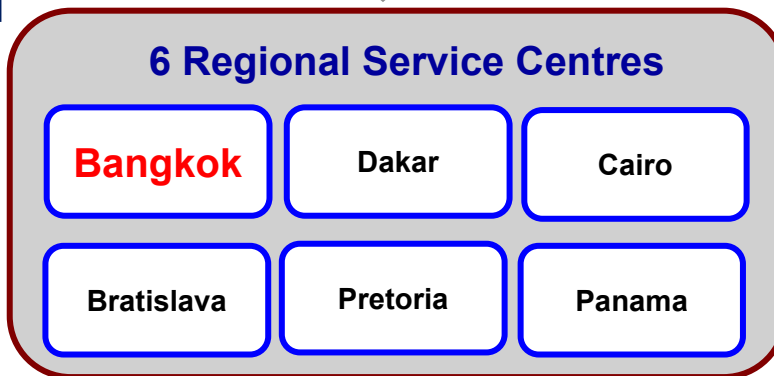 6 Regional Service Centres
Bangkok
Dakar
Cairo
Bratislava
Pretoria
Panama